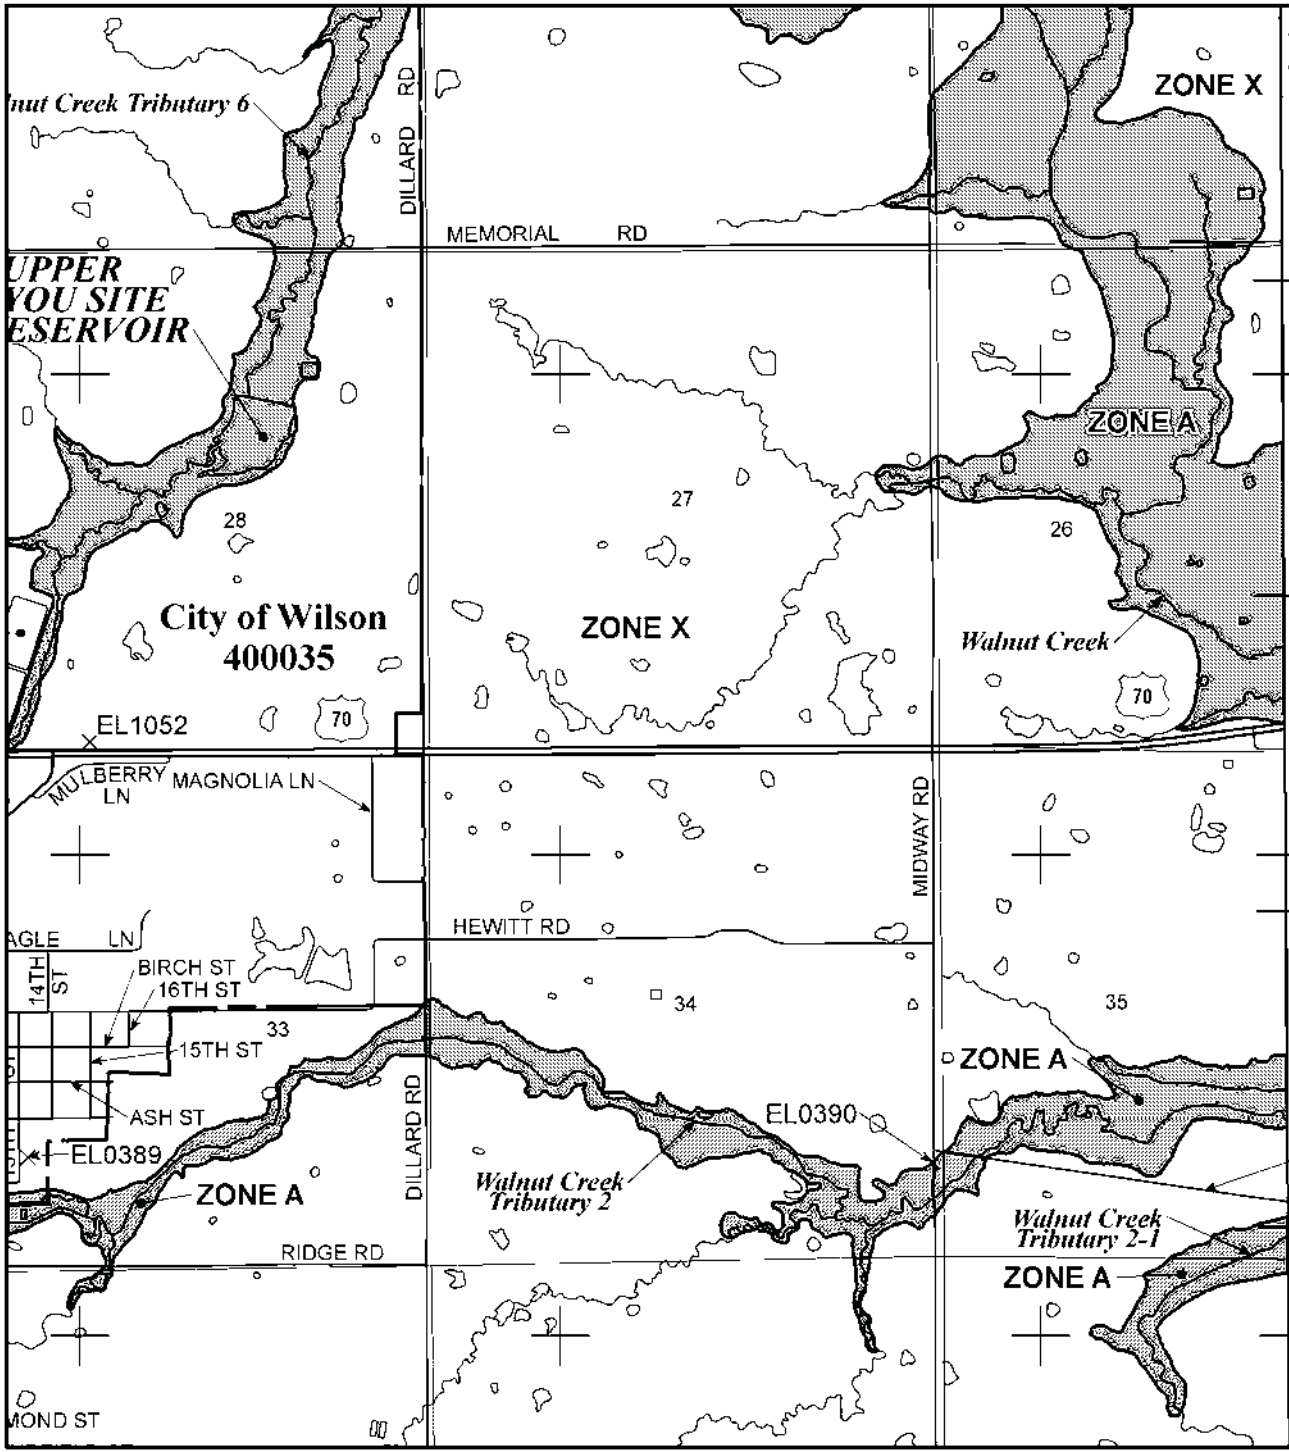 ZONE X
nut Creek Tributary 6
DILLARD RD
MEMORIAL RD
UPPER
YOU SITE
ESERVOIR
ZONE A
27
28
26
City of Wilson
400035
ZONE X
Walnut Creek
70
70
EL1052
MULBERRY
LN
MAGNOLIA LN
MIDWAY RD
HEWITT RD
AGLE LN
14TH
ST
BIRCH ST
16TH ST
34
35
33
15TH ST
ZONE A
ASH ST
DILLARD RD
EL0390
EL0389
Walnut Creek
Tributary 2
ZONE A
Walnut Creek
Tributary 2-1
RIDGE RD
ZONE A
MOND ST